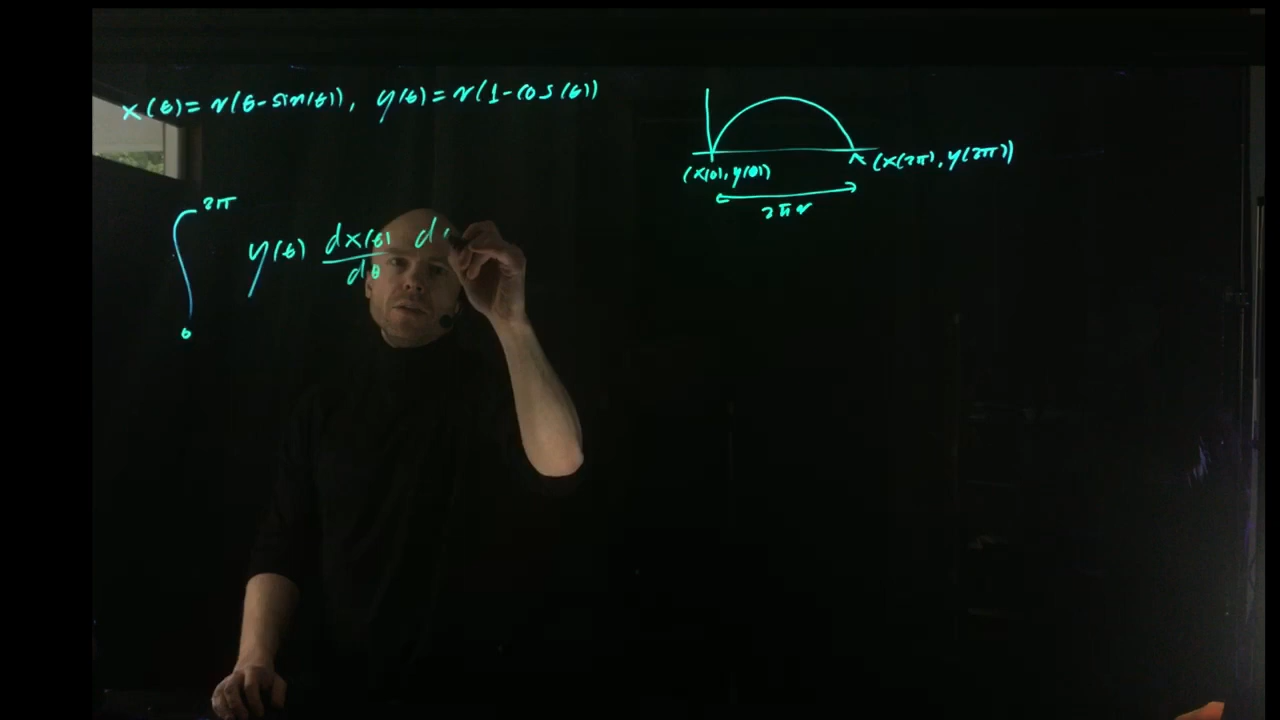 x(θ)=r(θ-sin(θ)), y(θ)=r(1-cos(θ))
(x(0),y(0))
(x(2π),y(2π))
2πr
2π
y(θ) dx(θ) d
dθ
0